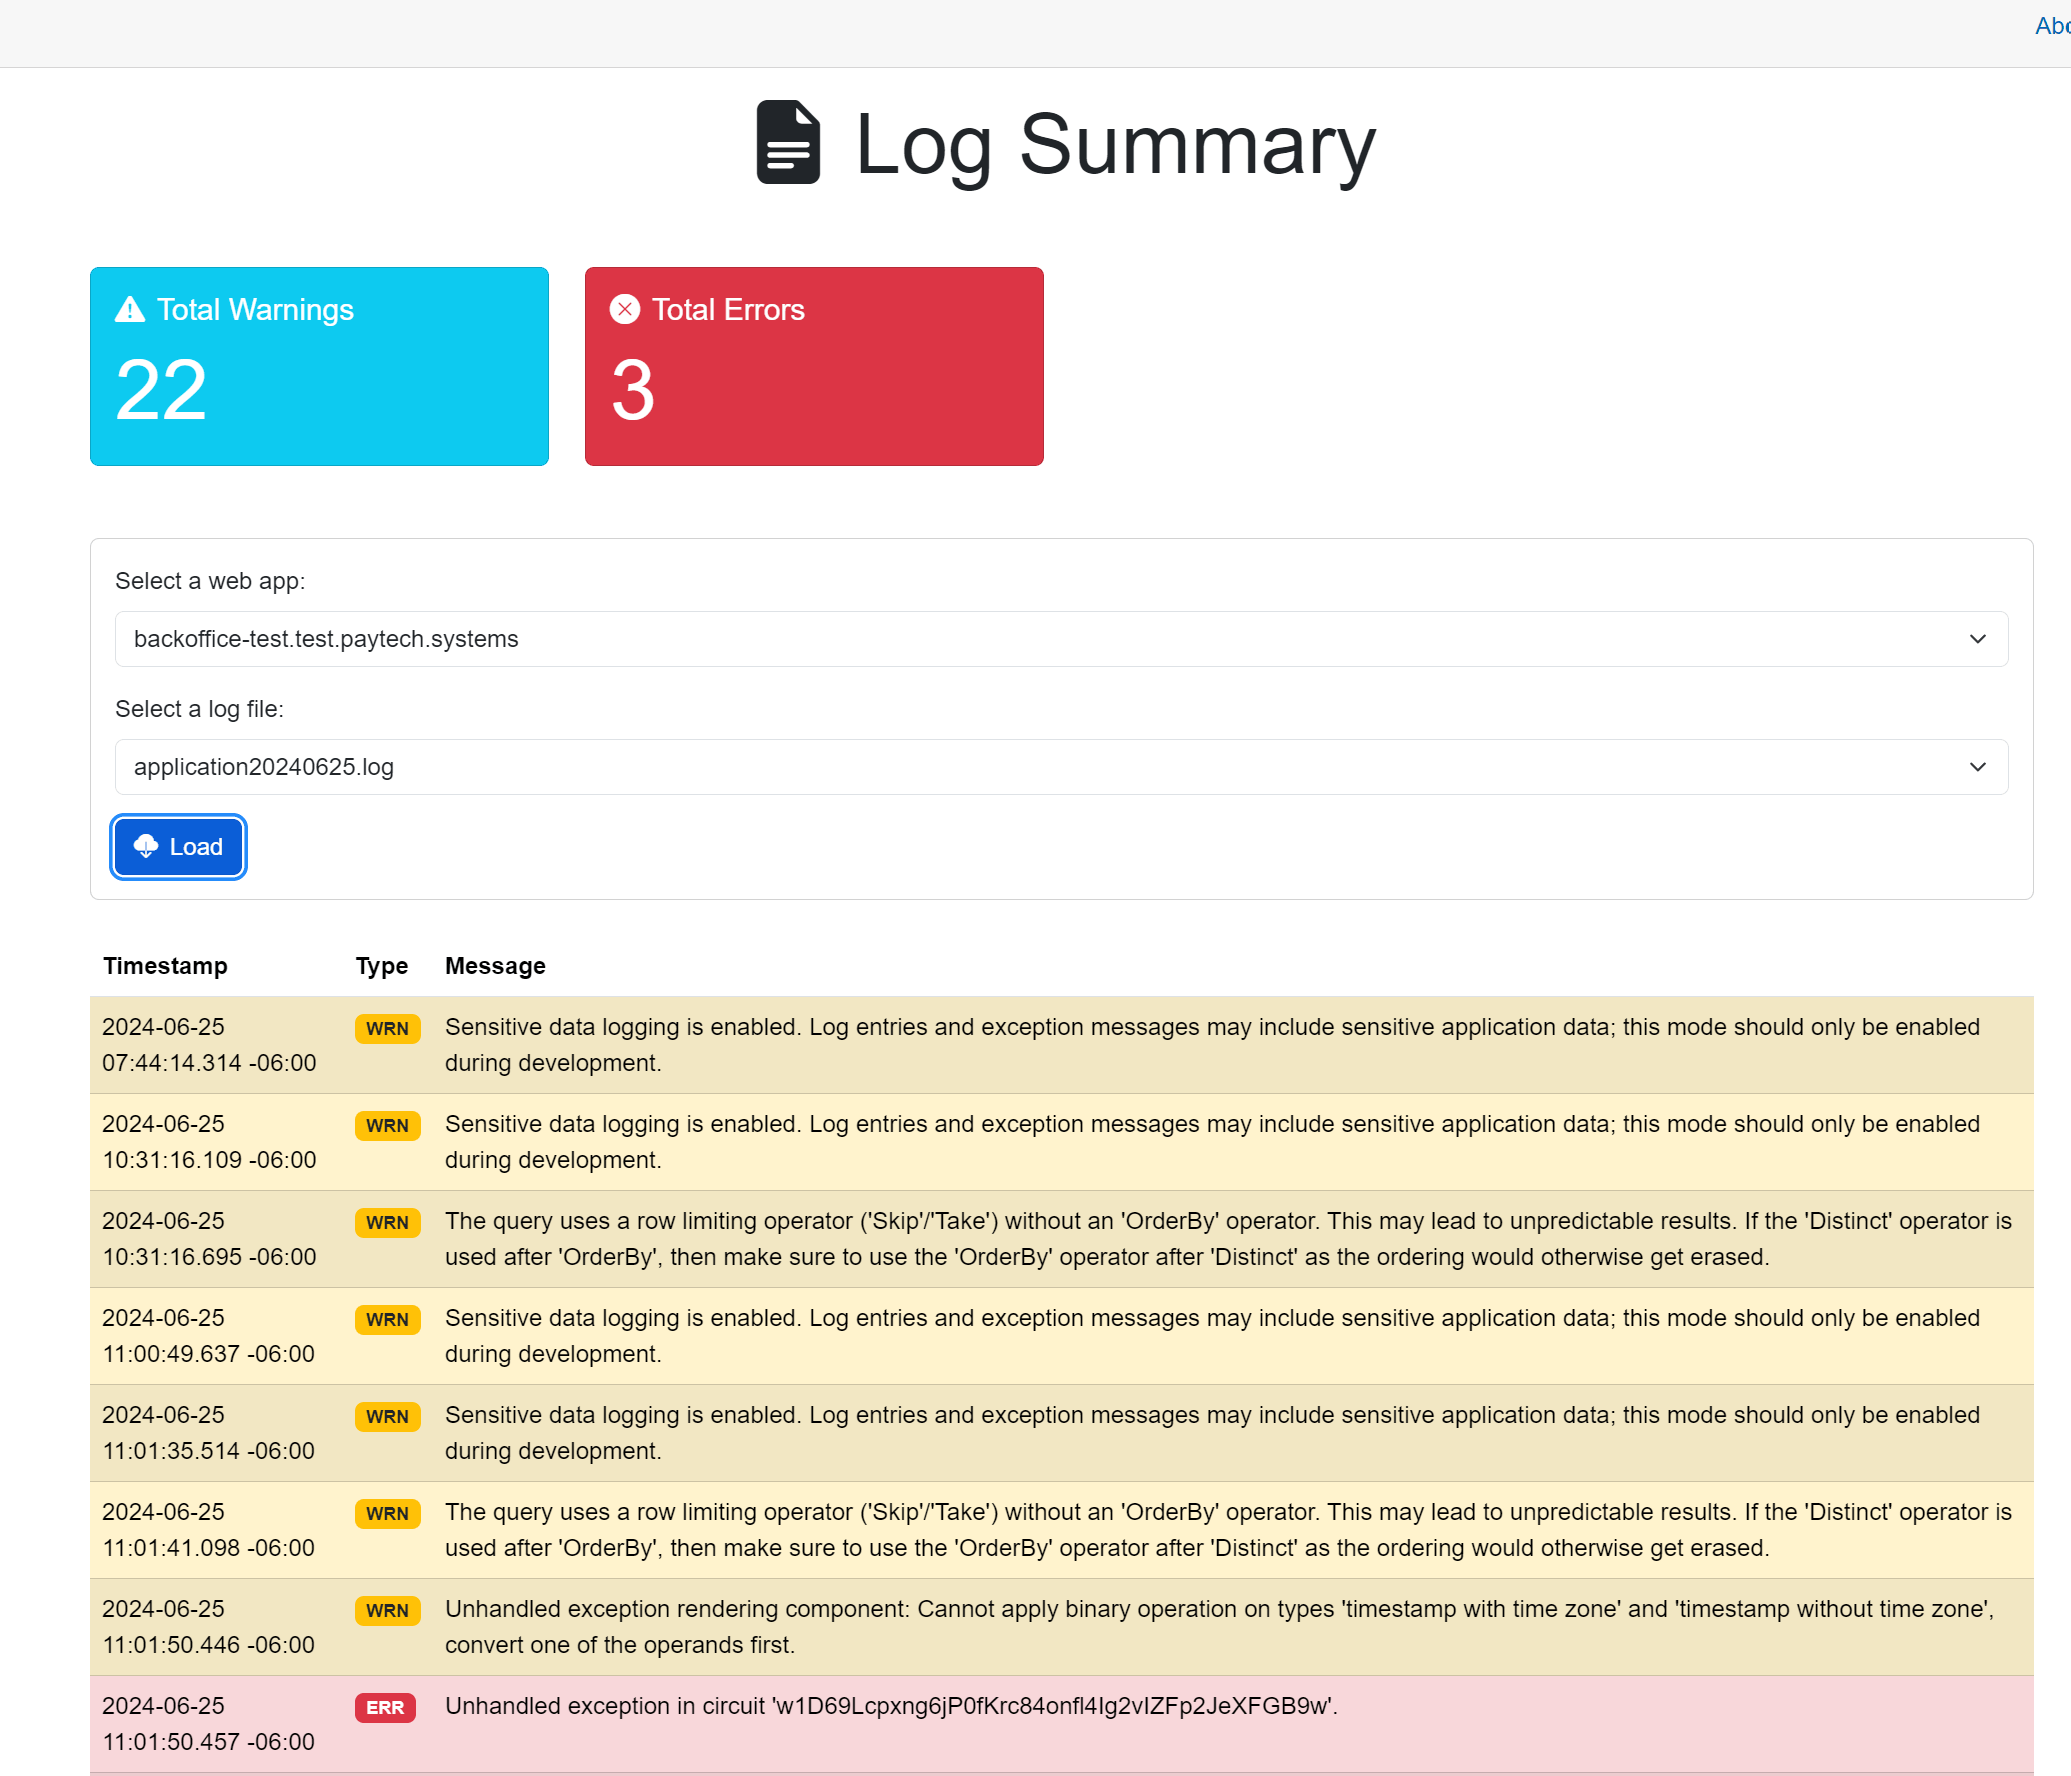 Log Summary
Total Warnings
22
Total Errors
3
Select a web app:
backoffice-test.test.paytech.systems
Select a log file:
application20240625.log
Load
Timestamp Type Message
2024-06-25 WRN Sensitive data logging is enabled. Log entries and exception messages may include sensitive application data; this mode should only be enabled
07:44:14.314 -06:00 during development.
2024-06-25 WRN Sensitive data logging is enabled. Log entries and exception messages may include sensitive application data; this mode should only be enabled
10:31:16.109 -06:00 during development.
2024-06-25 WRN The query uses a row limiting operator ('Skip'/'Take') without an 'OrderBy' operator. This may lead to unpredictable results. If the 'Distinct' operator is
10:31:16.695 -06:00 used after 'OrderBy', then make sure to use the 'OrderBy' operator after 'Distinct' as the ordering would otherwise get erased.
2024-06-25 WRN Sensitive data logging is enabled. Log entries and exception messages may include sensitive application data; this mode should only be enabled
11:00:49.637 -06:00 during development.
2024-06-25 WRN Sensitive data logging is enabled. Log entries and exception messages may include sensitive application data; this mode should only be enabled
11:01:35.514 -06:00 during development.
2024-06-25 WRN The query uses a row limiting operator ('Skip'/'Take') without an 'OrderBy' operator. This may lead to unpredictable results. If the 'Distinct' operator is
11:01:41.098 -06:00 used after 'OrderBy', then make sure to use the 'OrderBy' operator after 'Distinct' as the ordering would otherwise get erased.
2024-06-25 WRN Unhandled exception rendering component: Cannot apply binary operation on types 'timestamp with time zone' and 'timestamp without time zone',
11:01:50.446 -06:00 convert one of the operands first.
2024-06-25 ERR Unhandled exception in circuit 'w1D69Lcpxng6jP0fKrc84onfl4Ig2vIZFp2JeXFGB9w'.
11:01:50.457 -06:00